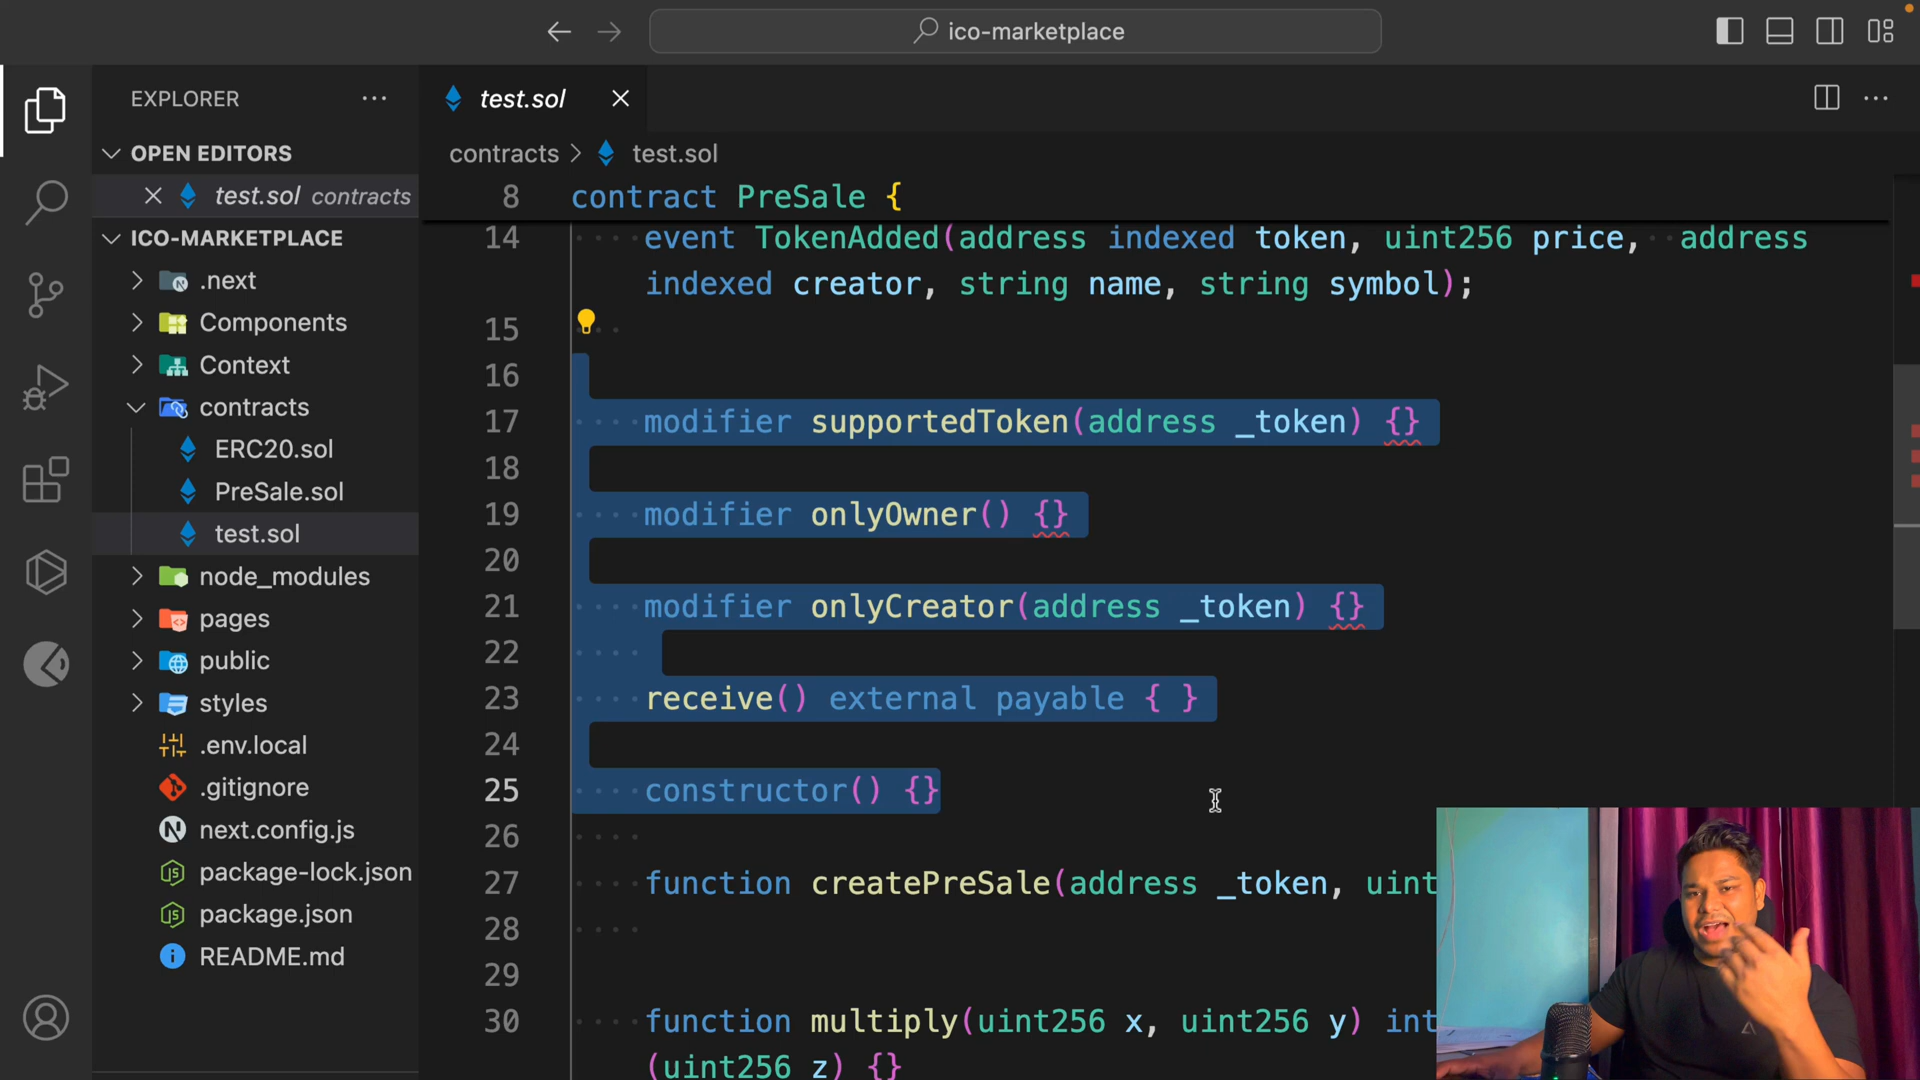 ico-marketplace
EXPLORER
test.sol
OPEN EDITORS
contracts > test.sol
test.sol contracts
8 contract PreSale {
ICO-MARKETPLACE
14 event TokenAdded(address indexed token, uint256 price, address
indexed creator, string name, string symbol);
.next
Components
15
Context
16
contracts
17 modifier supportedToken(address _token) {}
ERC20.sol
18
PreSale.sol
19 modifier onlyOwner() {}
test.sol
20
node_modules
21 modifier onlyCreator(address _token) {}
pages
22
public
23 receive() external payable { }
styles
24
.env.local
25 constructor() {}
.gitignore
26
next.config.js
27 function createPreSale(address _token, uint
package-lock.json
28
package.json
29
README.md
30 function multiply(uint256 x, uint256 y) int
(uint256 z) {}